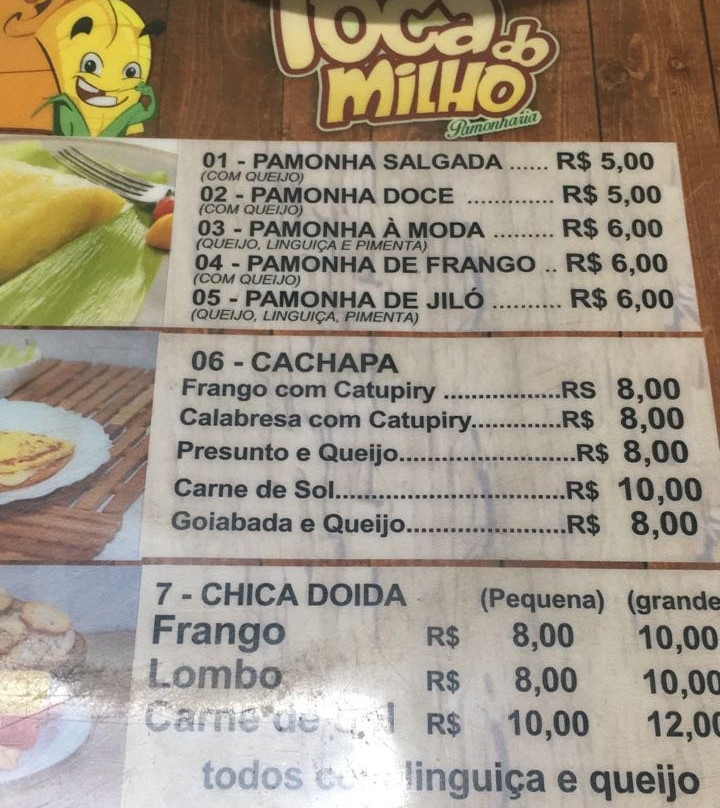 Toca do
MILHO
Pamonharia
01 - PAMONHA SALGADA ...... R$ 5,00
(COM QUEIJO)
02 - PAMONHA DOCE ............. R$ 5,00
(COM QUEIJO)
03 - PAMONHA À MODA ......... R$ 6,00
(QUEIJO, LINGUIÇA E PIMENTA)
04 - PAMONHA DE FRANGO .. R$ 6,00
(COM QUEIJO)
05 - PAMONHA DE JILÓ .......... R$ 6,00
(QUEIJO, LINGUIÇA, PIMENTA)
06 - CACHAPA
Frango com Catupiry ..................RS 8,00
Calabresa com Catupiry.............R$ 8,00
Presunto e Queijo..........................R$ 8,00
Carne de Sol..................................R$ 10,00
Goiabada e Queijo.......................R$ 8,00
7 - CHICA DOIDA (Pequena) (grande
Frango R$ 8,00 10,00
Lombo R$ 8,00 10,00
Carne de R$ 10,00 12,00
todos linguiça e queijo